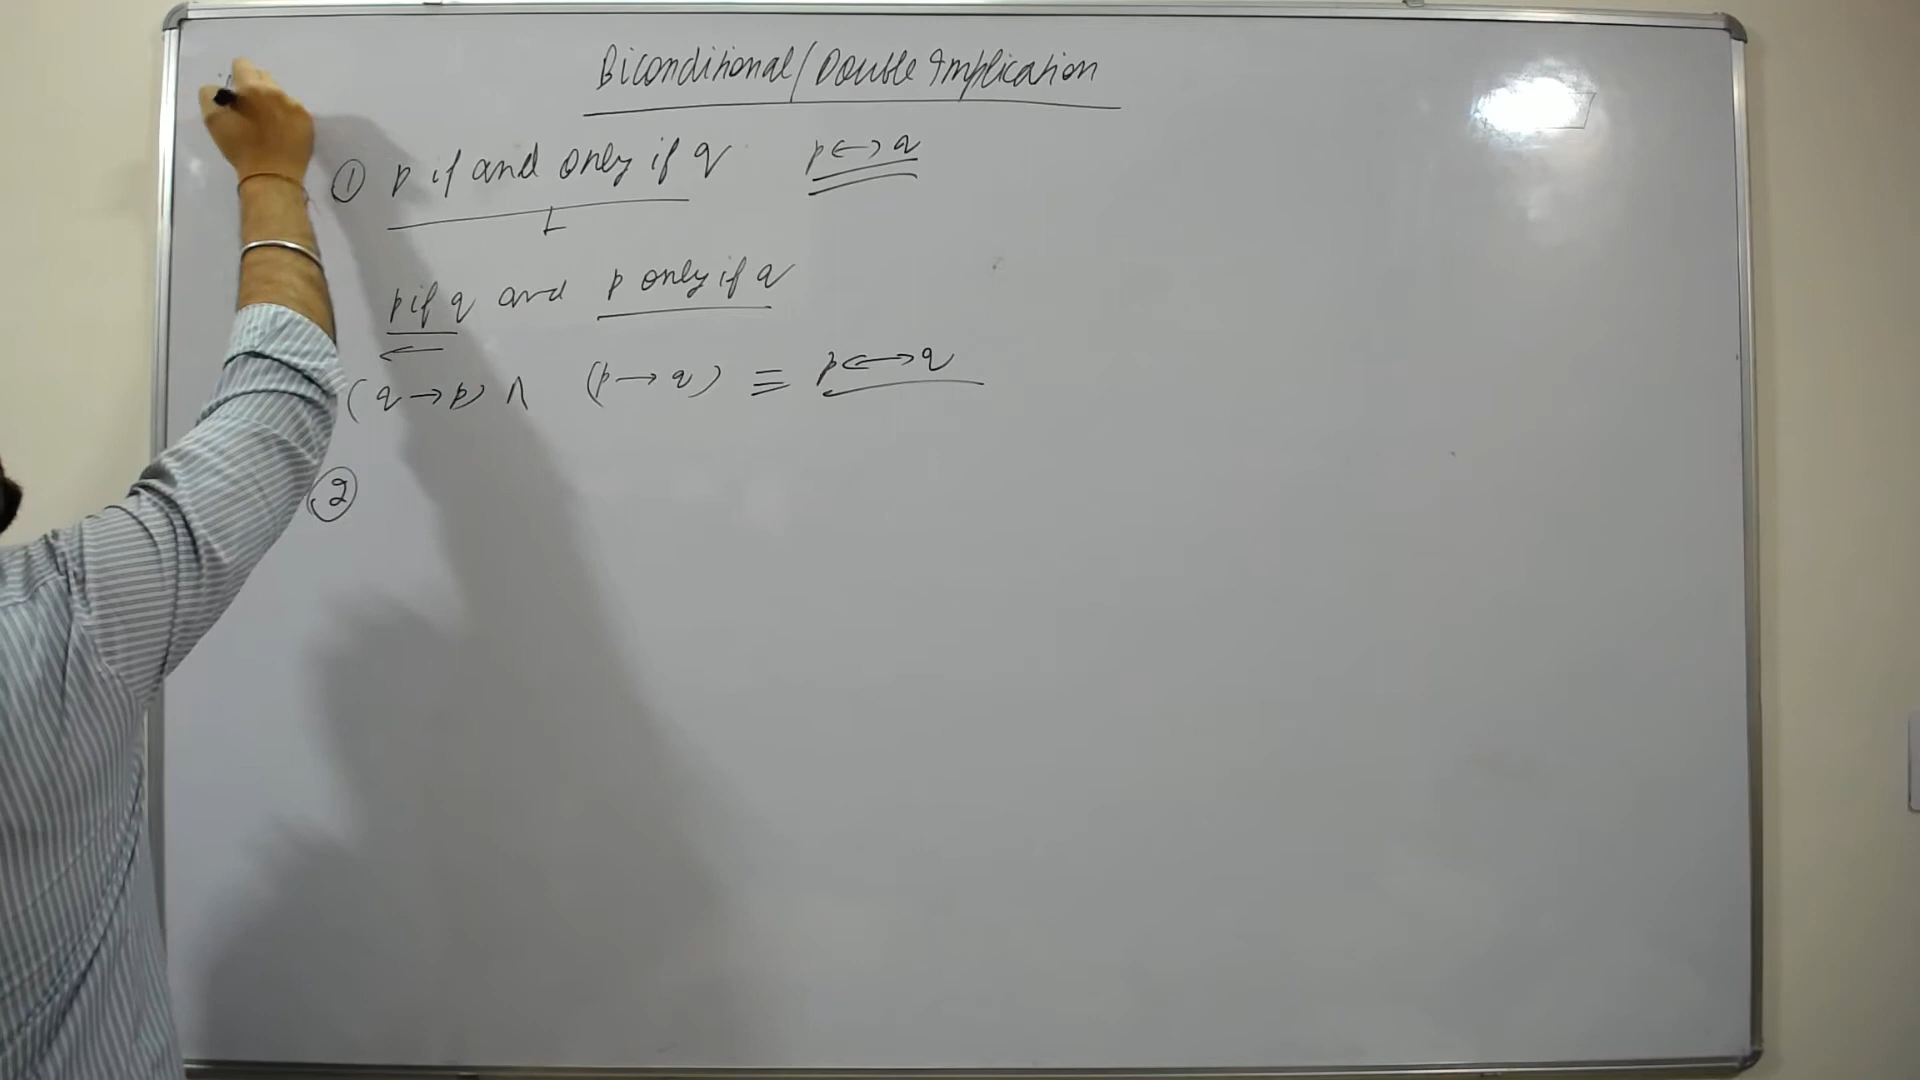 Biconditional/Double Implication
① p if and only if q p ↔ q
p if q and p only if q
(q → p) ∧ (p → q) ≡ p ↔ q
②